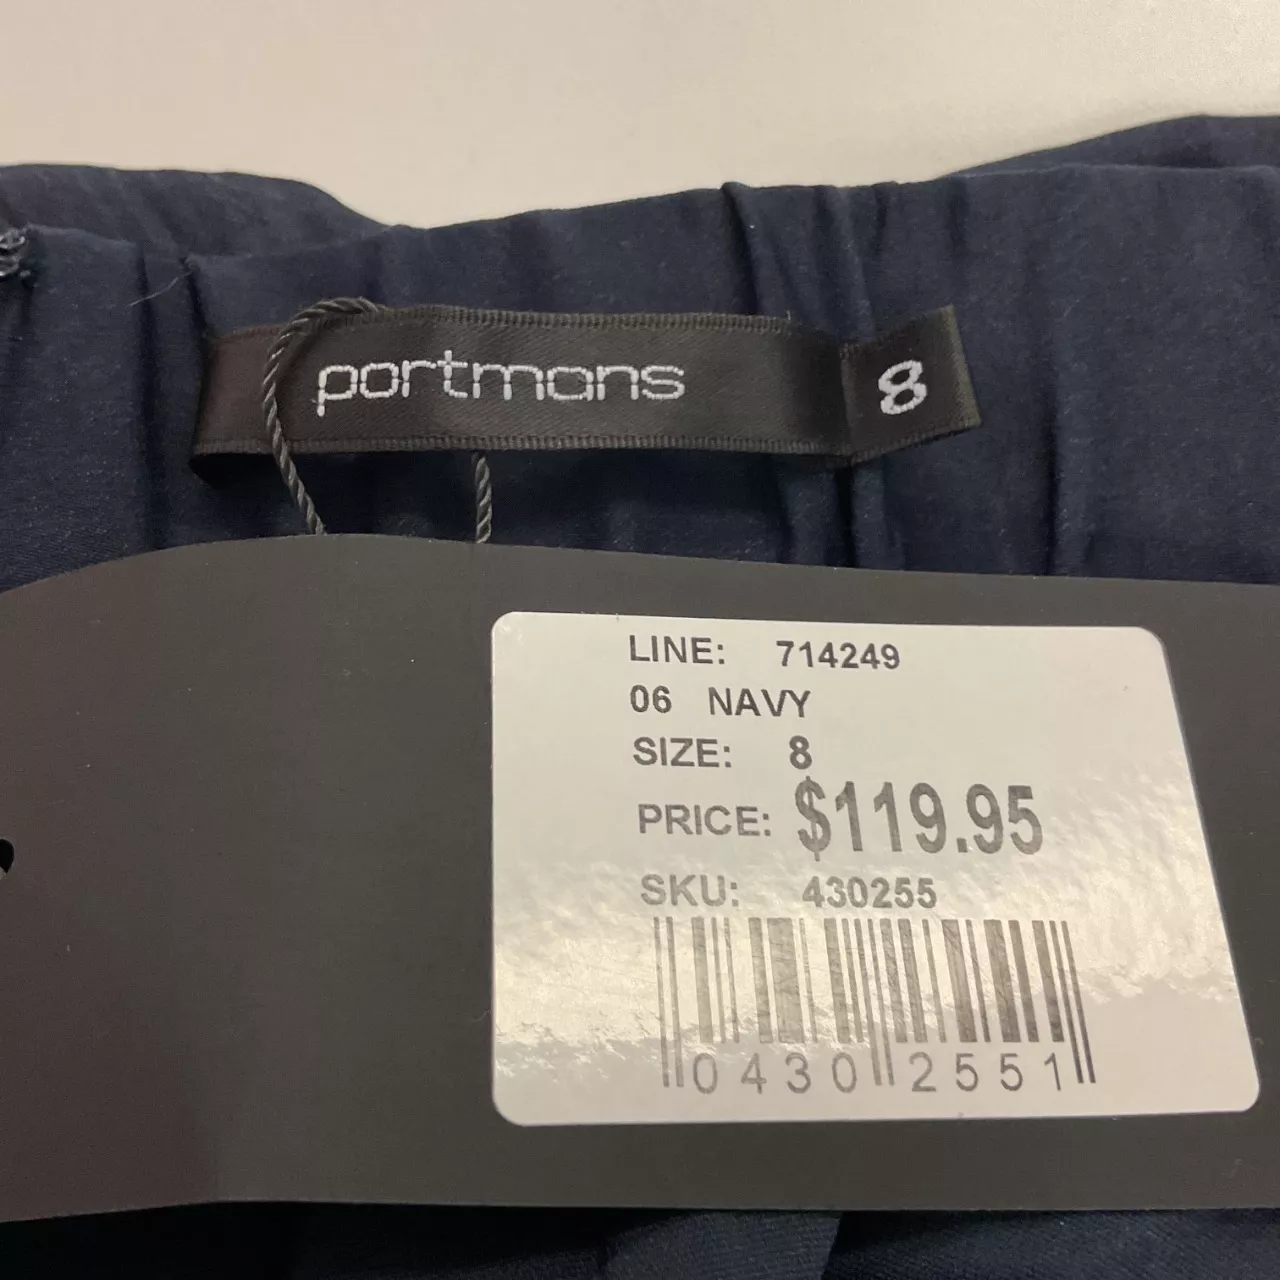 portmans 8
LINE: 714249
06 NAVY
SIZE: 8
PRICE: $119.95
SKU: 430255
0430 2551